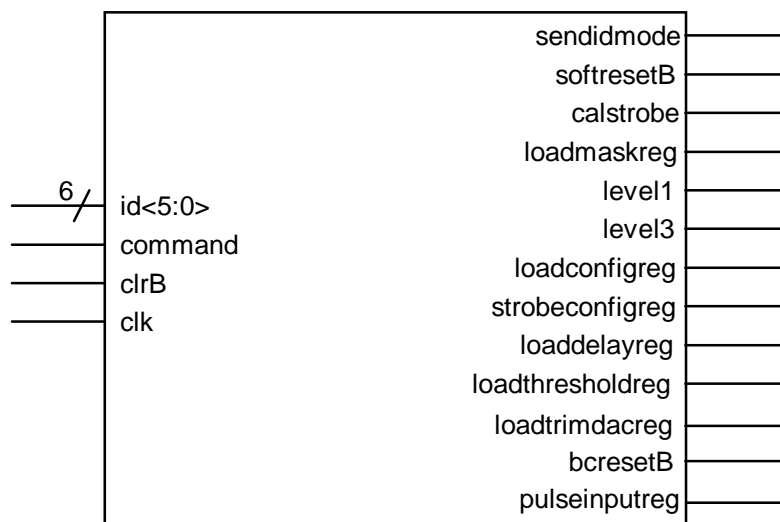 sendidmode
softresetB
calstrobe
loadmaskreg
6
id<5:0>
level1
command
level3
clrB
loadconfigreg
clk
strobeconfigreg
loaddelayreg
loadthresholdreg
loadtrimdacreg
bcresetB
pulseinputreg